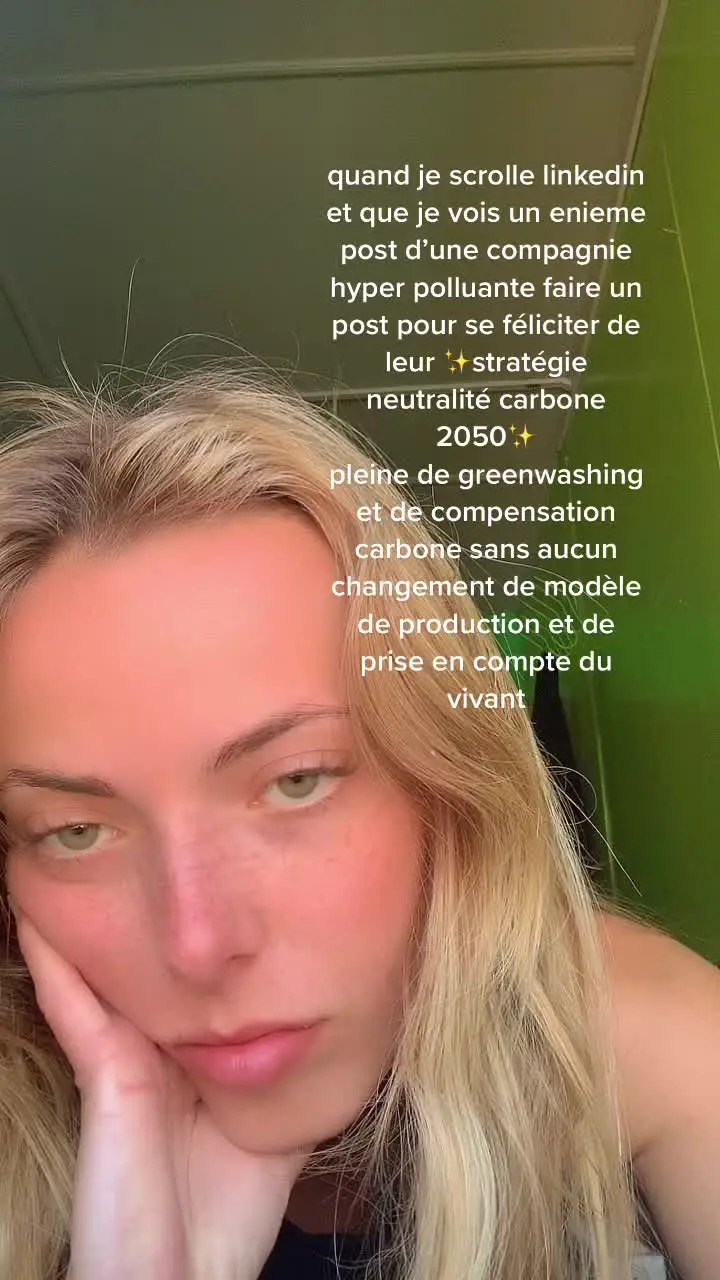 quand je scrolle linkedin
et que je vois un enieme
post d’une compagnie
hyper polluante faire un
post pour se féliciter de
leur ✨stratégie
neutralité carbone
2050✨
pleine de greenwashing
et de compensation
carbone sans aucun
changement de modèle
de production et de
prise en compte du
vivant